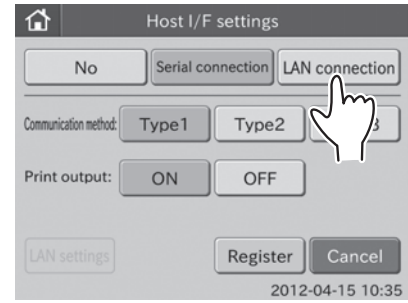 Host I/F settings
No Serial connection LAN connection
Communication method: Type1 Type2 3
Print output: ON OFF
LAN settings Register Cancel
2012-04-15 10:35